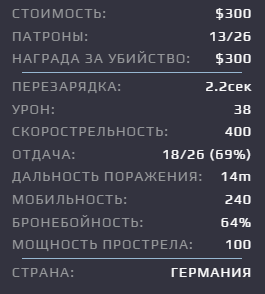 СТОИМОСТЬ: $300
ПАТРОНЫ: 13/26
НАГРАДА ЗА УБИЙСТВО: $300
ПЕРЕЗАРЯДКА: 2.2сек
УРОН: 38
СКОРОСТРЕЛЬНОСТЬ: 400
ОТДАЧА: 18/26 (69%)
ДАЛЬНОСТЬ ПОРАЖЕНИЯ: 14m
МОБИЛЬНОСТЬ: 240
БРОНЕБОЙНОСТЬ: 64%
МОЩНОСТЬ ПРОСТРЕЛА: 100
СТРАНА: ГЕРМАНИЯ